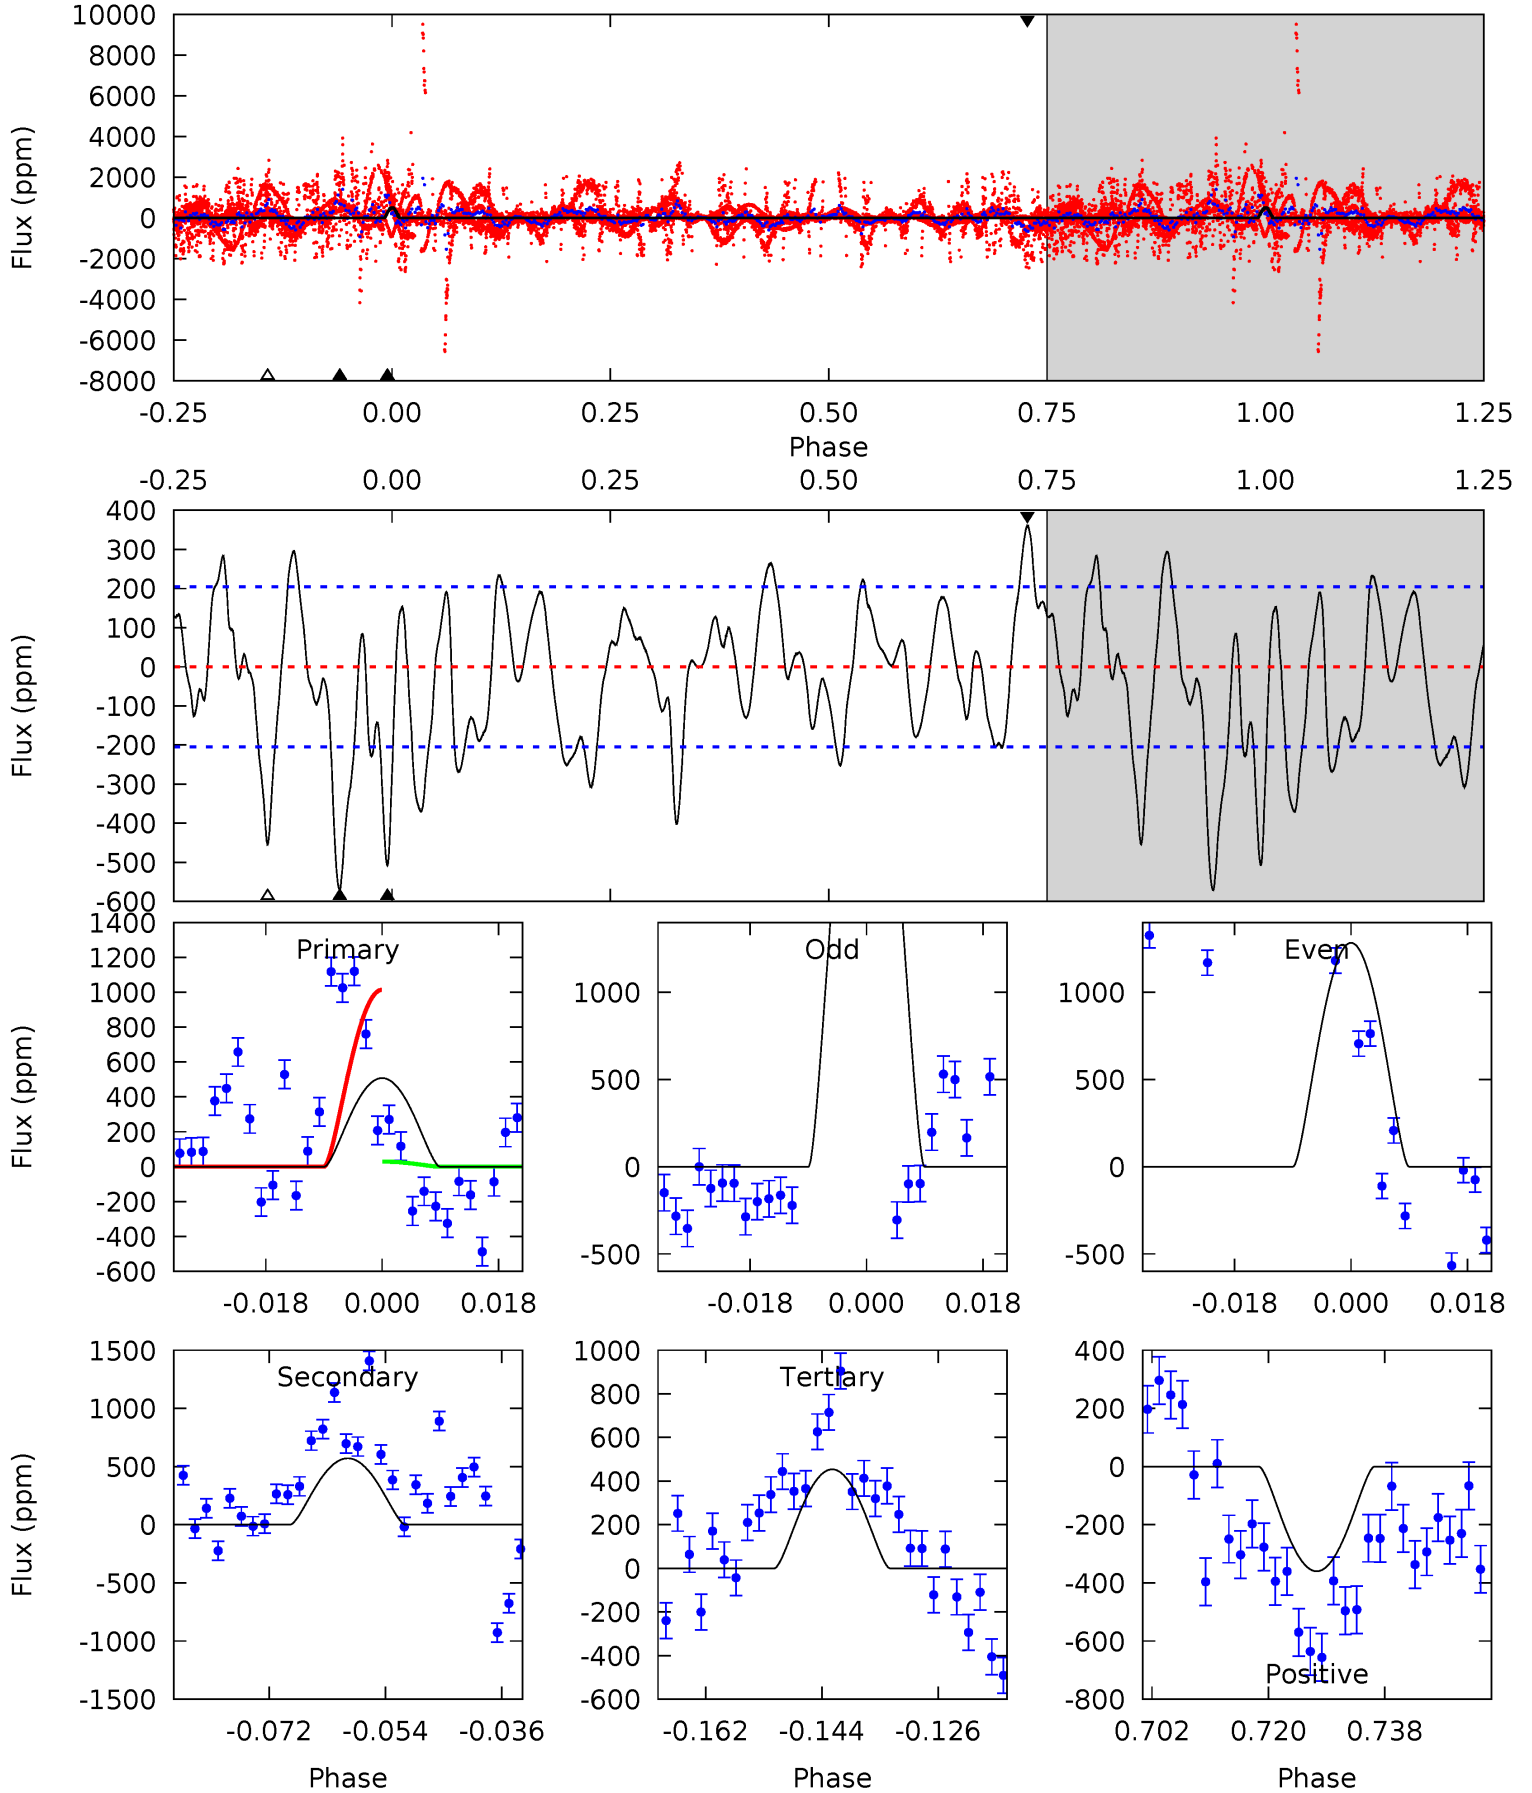 10000
8000
6000
4000
2000
0
-2000
-4000
-6000
-8000
Flux (ppm)
-0.25 0.00 0.25 0.50 0.75 1.00 1.25
Phase
-0.25 0.00 0.25 0.50 0.75 1.00 1.25
400
300
200
100
0
-100
-200
-300
-400
-500
-600
Flux (ppm)
Primary
1400
1200
1000
800
600
400
200
0
-200
-400
-600
Flux (ppm)
-0.018 0.000 0.018
Odd
1000
500
0
-500
-0.018 0.000 0.018
Even
1000
500
0
-500
-0.018 0.000 0.018
Secondary
1500
1000
500
0
-500
-1000
-1500
Flux (ppm)
-0.072 -0.054 -0.036
Phase
Tertiary
1000
800
600
400
200
0
-200
-400
-600
-0.162 -0.144 -0.126
Phase
400
200
0
-200
-400
-600
-800
Positive
0.702 0.720 0.738
Phase